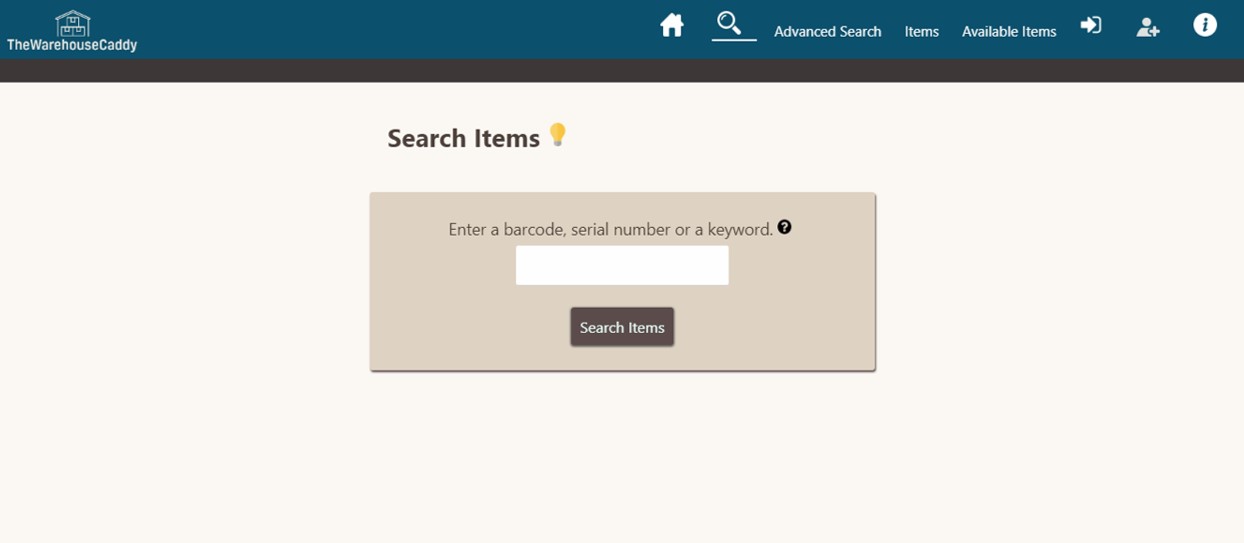 TheWarehouseCaddy
Advanced Search
Items
Available Items
Search Items
Enter a barcode, serial number or a keyword.
Search Items